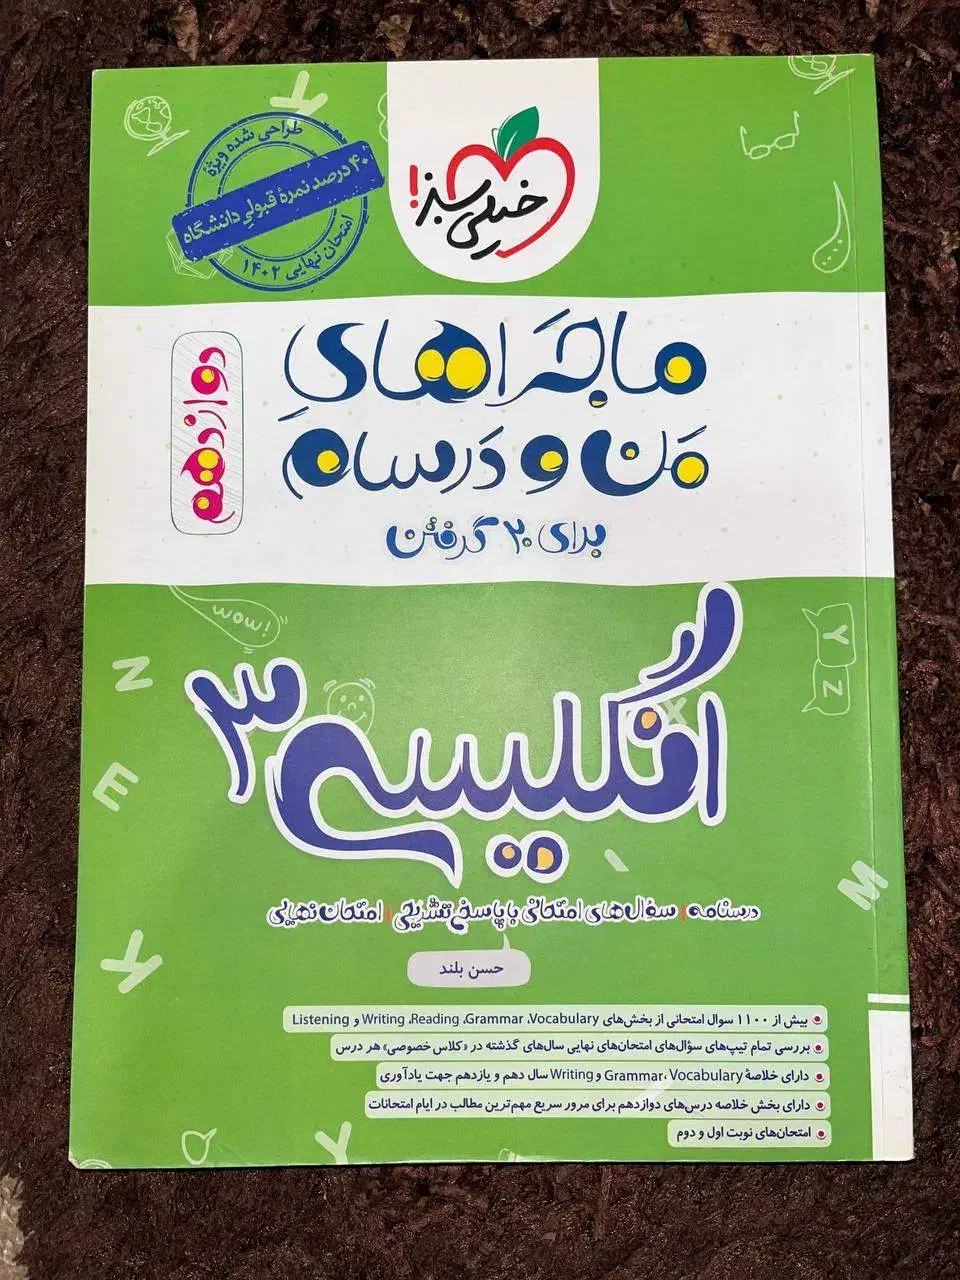 خیلی سبز!
طراحی شده ویژهٔ
۴۰ درصد نمرهٔ قبولی دانشگاه
امتحان نهایی ۱۴۰۲
ماجراهای
من و درسام
برای ۲۰ گرفتن
دوازدهم
wow!
انگلیسی ۳
درسنامه | سؤال‌های امتحانی با پاسخ تشریحی | امتحان نهایی
حسن بلند
بیش از ۱۱۰۰ سوال امتحانی از بخش‌های Vocabulary، Grammar، Reading، Writing و Listening
بررسی تمام تیپ‌های سؤال‌های امتحان‌های نهایی سال‌های گذشته در «کلاس خصوصی» هر درس
دارای خلاصهٔ Vocabulary، Grammar و Writing سال دهم و یازدهم جهت یادآوری
دارای بخش خلاصه درس‌های دوازدهم برای مرور سریع مهم‌ترین مطالب در ایام امتحانات
امتحان‌های نوبت اول و دوم
Y
N
E
Y
Y
Y
Z
X
M